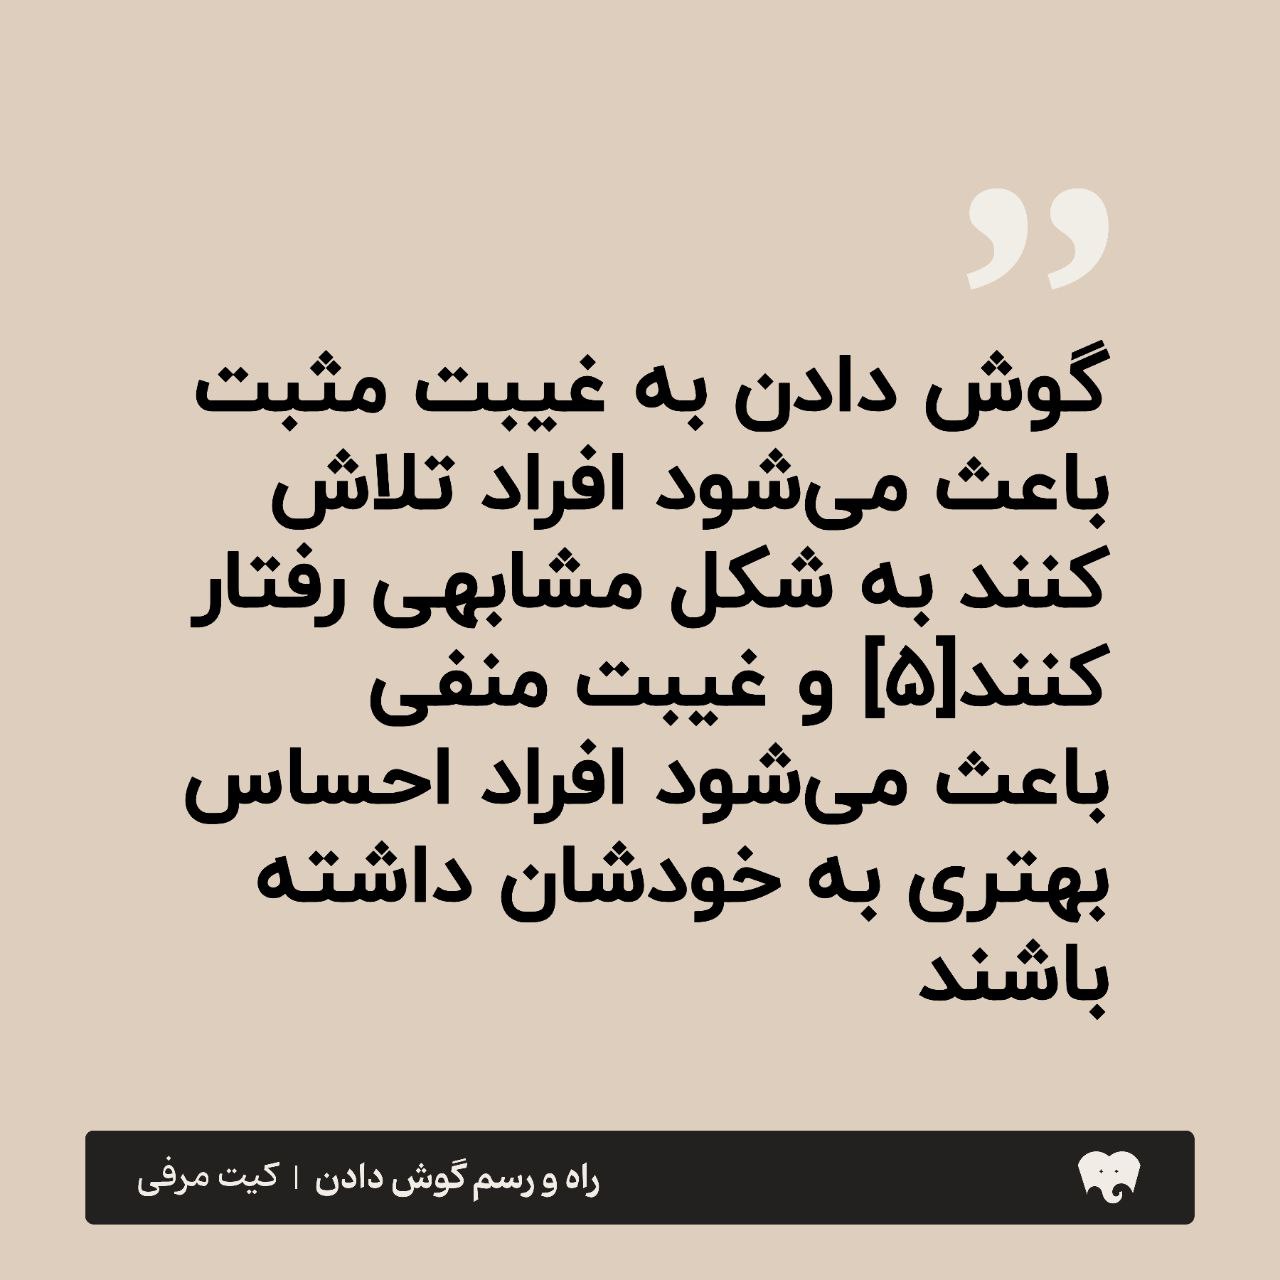 ”
گوش دادن به غیبت مثبت
باعث می‌شود افراد تلاش
کنند به شکل مشابهی رفتار
کنند[۵] و غیبت منفی
باعث می‌شود افراد احساس
بهتری به خودشان داشته
باشند
راه و رسم گوش دادن | کیت مرفی